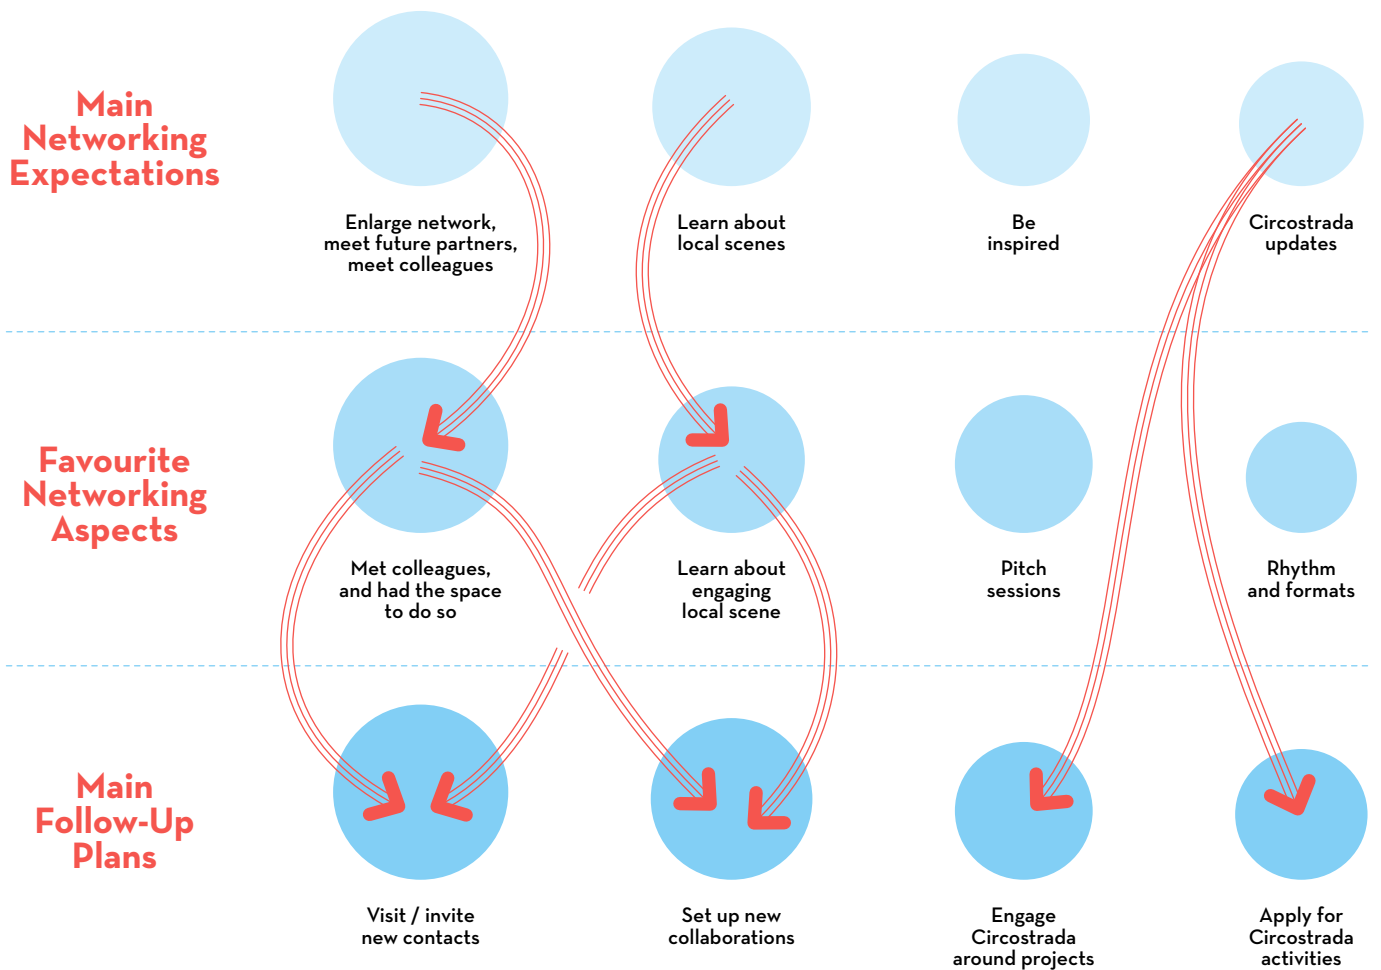 Main
Networking
Expectations
Enlarge network,
meet future partners,
meet colleagues
Learn about
local scenes
Be
inspired
Circostrada
updates
Favourite
Networking
Aspects
Met colleagues,
and had the space
to do so
Learn about
engaging
local scene
Pitch
sessions
Rhythm
and formats
Main
Follow-Up
Plans
Visit / invite
new contacts
Set up new
collaborations
Engage
Circostrada
around projects
Apply for
Circostrada
activities